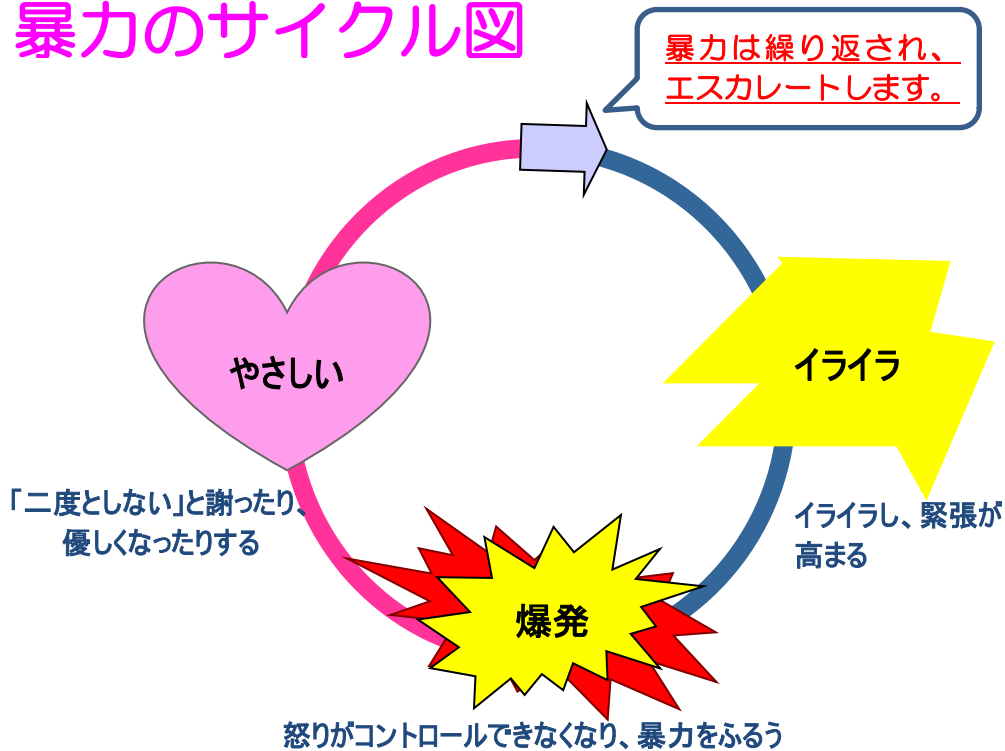 暴力のサイクル図
暴力は繰り返され、
エスカレートします。
やさしい
イライラ
「二度としない」と謝ったり、
優しくなったりする
イライラし、緊張が
高まる
爆発
怒りがコントロールできなくなり、暴力をふるう